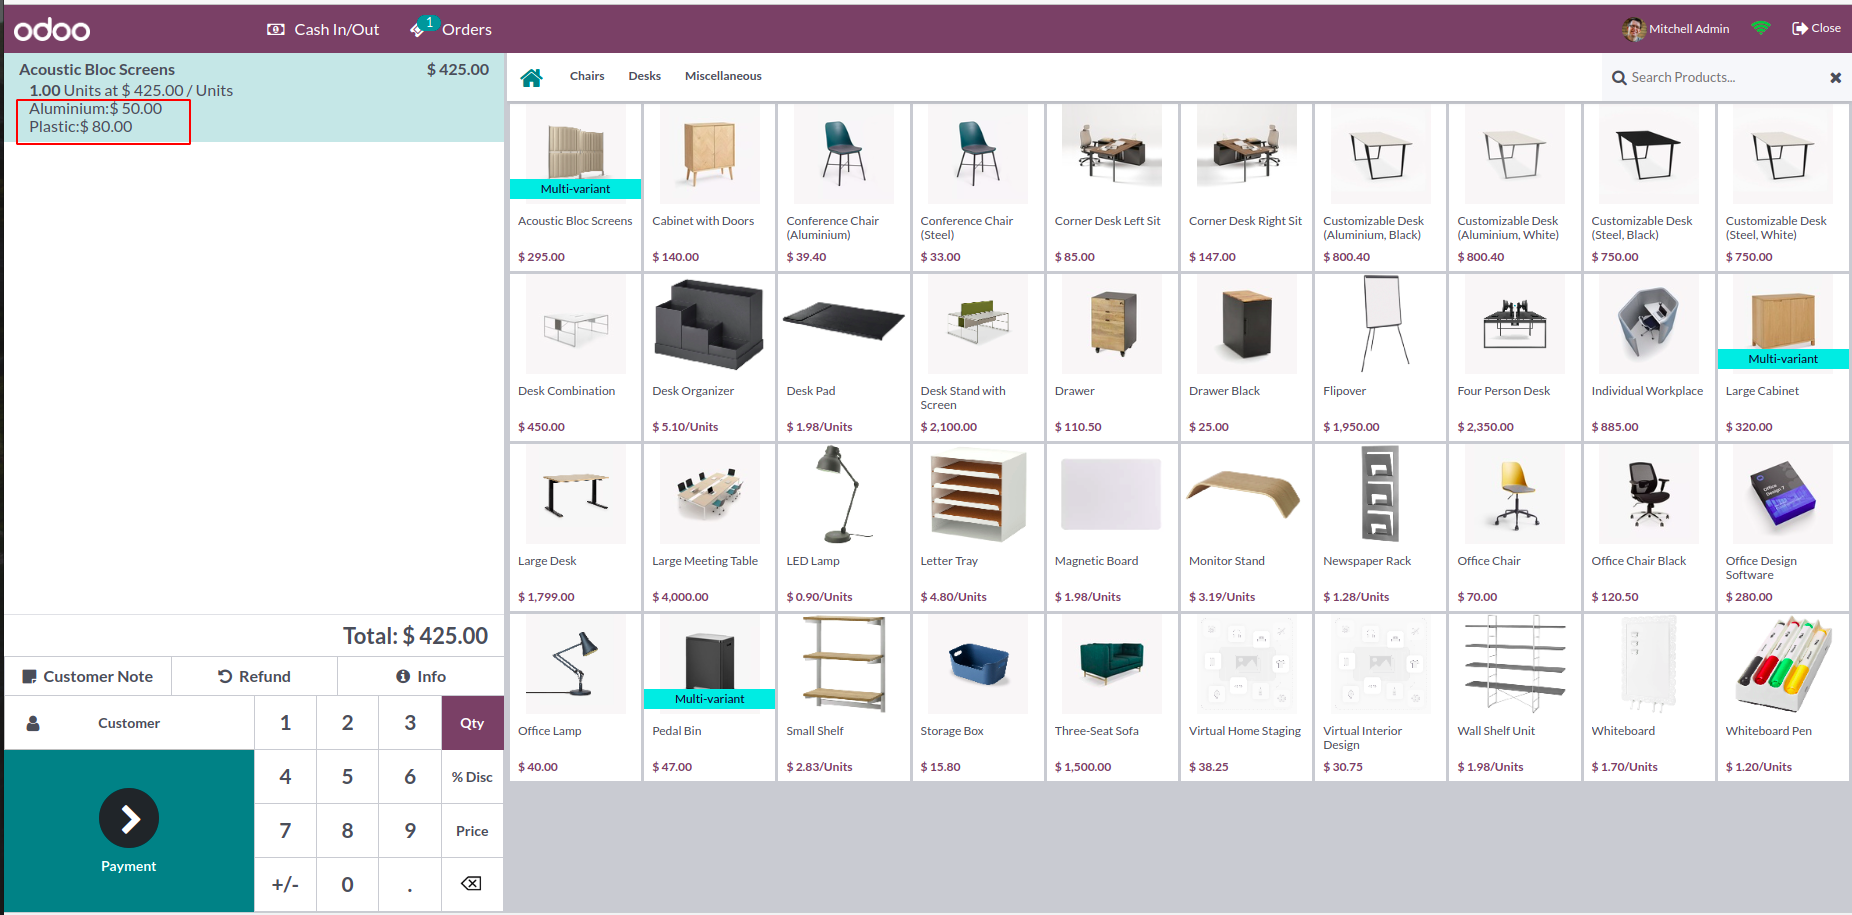 odoo
Cash In/Out
1
Orders
Mitchell Admin
Close
Acoustic Bloc Screens
$ 425.00
1.00 Units at $ 425.00 / Units
Aluminium:$ 50.00
Plastic:$ 80.00
Total: $ 425.00
Customer Note
Refund
Info
Customer
1
2
3
Qty
4
5
6
% Disc
7
8
9
Price
+/-
0
.
Payment
Chairs
Desks
Miscellaneous
Search Products...
Multi-variant
Acoustic Bloc Screens
$ 295.00
Cabinet with Doors
$ 140.00
Conference Chair
(Aluminium)
$ 39.40
Conference Chair
(Steel)
$ 33.00
Corner Desk Left Sit
$ 85.00
Corner Desk Right Sit
$ 147.00
Customizable Desk
(Aluminium, Black)
$ 800.40
Customizable Desk
(Aluminium, White)
$ 800.40
Customizable Desk
(Steel, Black)
$ 750.00
Customizable Desk
(Steel, White)
$ 750.00
Desk Combination
$ 450.00
Desk Organizer
$ 5.10/Units
Desk Pad
$ 1.98/Units
Desk Stand with
Screen
$ 2,100.00
Drawer
$ 110.50
Drawer Black
$ 25.00
Flipover
$ 1,950.00
Four Person Desk
$ 2,350.00
Individual Workplace
$ 885.00
Multi-variant
Large Cabinet
$ 320.00
Large Desk
$ 1,799.00
Large Meeting Table
$ 4,000.00
LED Lamp
$ 0.90/Units
Letter Tray
$ 4.80/Units
Magnetic Board
$ 1.98/Units
Monitor Stand
$ 3.19/Units
Newspaper Rack
$ 1.28/Units
Office Chair
$ 70.00
Office Chair Black
$ 120.50
Office
Design 7
Office Design
Software
$ 280.00
Office Lamp
$ 40.00
Multi-variant
Pedal Bin
$ 47.00
Small Shelf
$ 2.83/Units
Storage Box
$ 15.80
Three-Seat Sofa
$ 1,500.00
Virtual Home Staging
$ 38.25
Virtual Interior
Design
$ 30.75
Wall Shelf Unit
$ 1.98/Units
Whiteboard
$ 1.70/Units
Whiteboard Pen
$ 1.20/Units